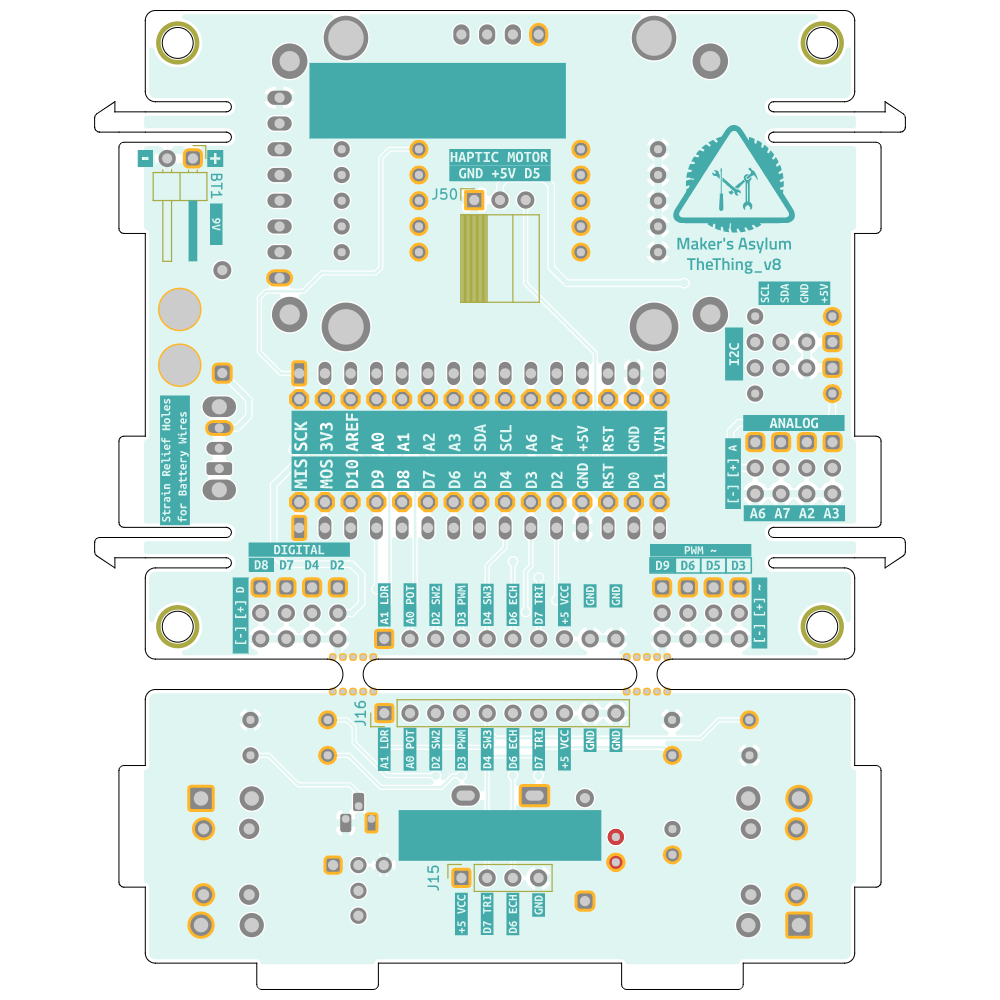 HAPTIC MOTOR
GND +5V D5
J50
- +
BT1
9V
Maker's Asylum
TheThing_v8
SCL SDA GND +5V
I2C
Strain Relief Holes
for Battery Wires
SCK 3V3 AREF A0 A1 A2 A3 SDA SCL A6 A7 +5V RST GND VIN
MIS MOS D10 D9 D8 D7 D6 D5 D4 D3 D2 GND RST D0 D1
ANALOG
[-] [+] A
A6 A7 A2 A3
DIGITAL
D8 D7 D4 D2
[-] [+] D
PWM ~
D9 D6 D5 D3
[-] [+] ~
A1 LDR A0 POT D2 SW2 D3 PWM D4 SW3 D6 ECH D7 TRI +5 VCC GND GND
J16
A1 LDR A0 POT D2 SW2 D3 PWM D4 SW3 D6 ECH D7 TRI +5 VCC GND GND
J15
+5 VCC D7 TRI D6 ECH GND